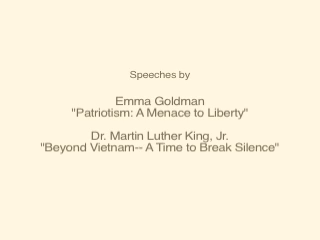 Speeches by
Emma Goldman
"Patriotism: A Menace to Liberty"
Dr. Martin Luther King, Jr.
"Beyond Vietnam-- A Time to Break Silence"